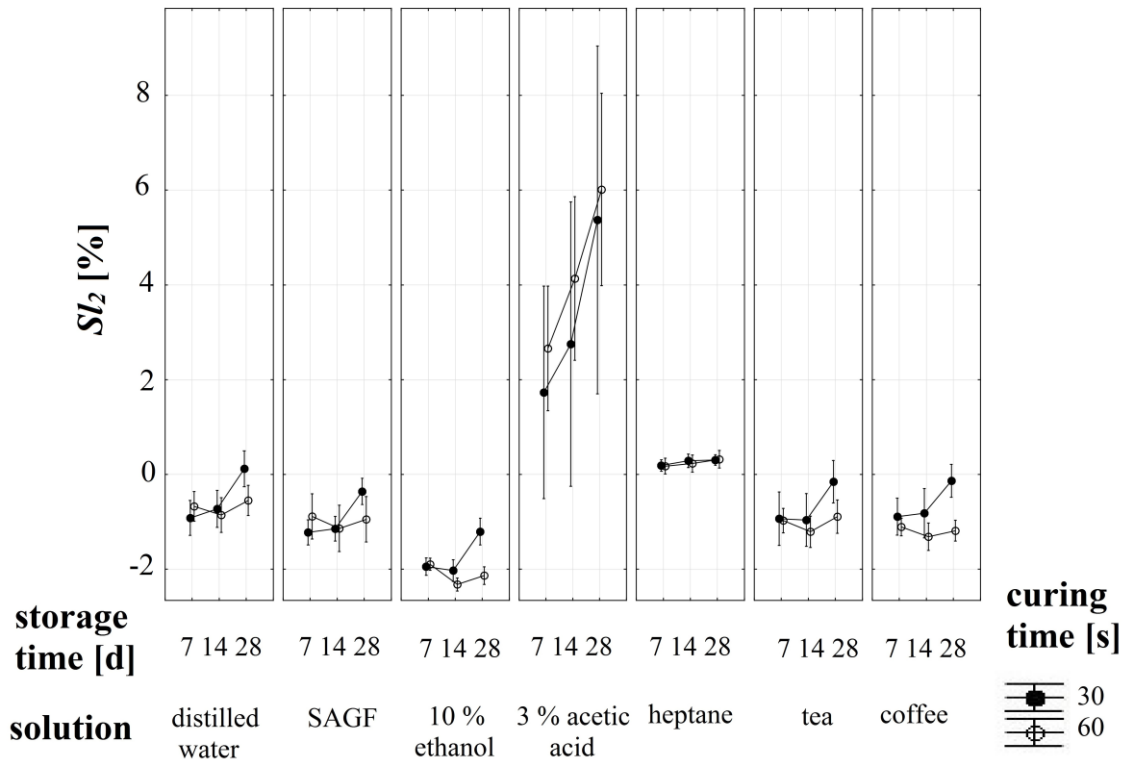 8
6
4
2
0
-2
Sl2 [%]
storage
time [d]
7 14 28
7 14 28
7 14 28
7 14 28
7 14 28
7 14 28
7 14 28
solution
distilled
water
SAGF
10 %
ethanol
3 % acetic
acid
heptane
tea
coffee
curing
time [s]
30
60